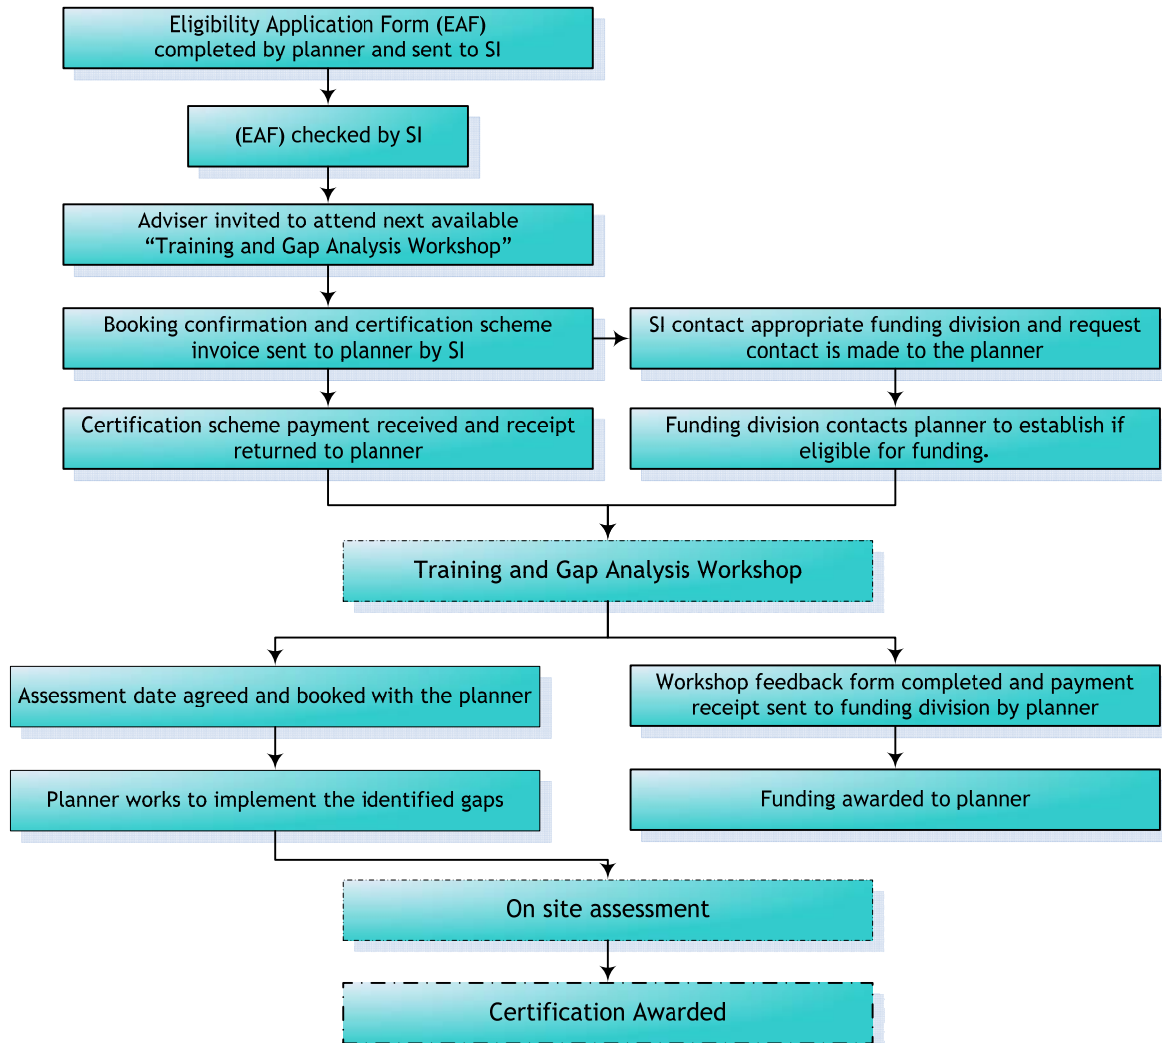 Eligibility Application Form (EAF)
completed by planner and sent to SI
(EAF) checked by SI
Adviser invited to attend next available
“Training and Gap Analysis Workshop”
Booking confirmation and certification scheme
invoice sent to planner by SI
SI contact appropriate funding division and request
contact is made to the planner
Certification scheme payment received and receipt
returned to planner
Funding division contacts planner to establish if
eligible for funding.
Training and Gap Analysis Workshop
Assessment date agreed and booked with the planner
Workshop feedback form completed and payment
receipt sent to funding division by planner
Planner works to implement the identified gaps
Funding awarded to planner
On site assessment
Certification Awarded